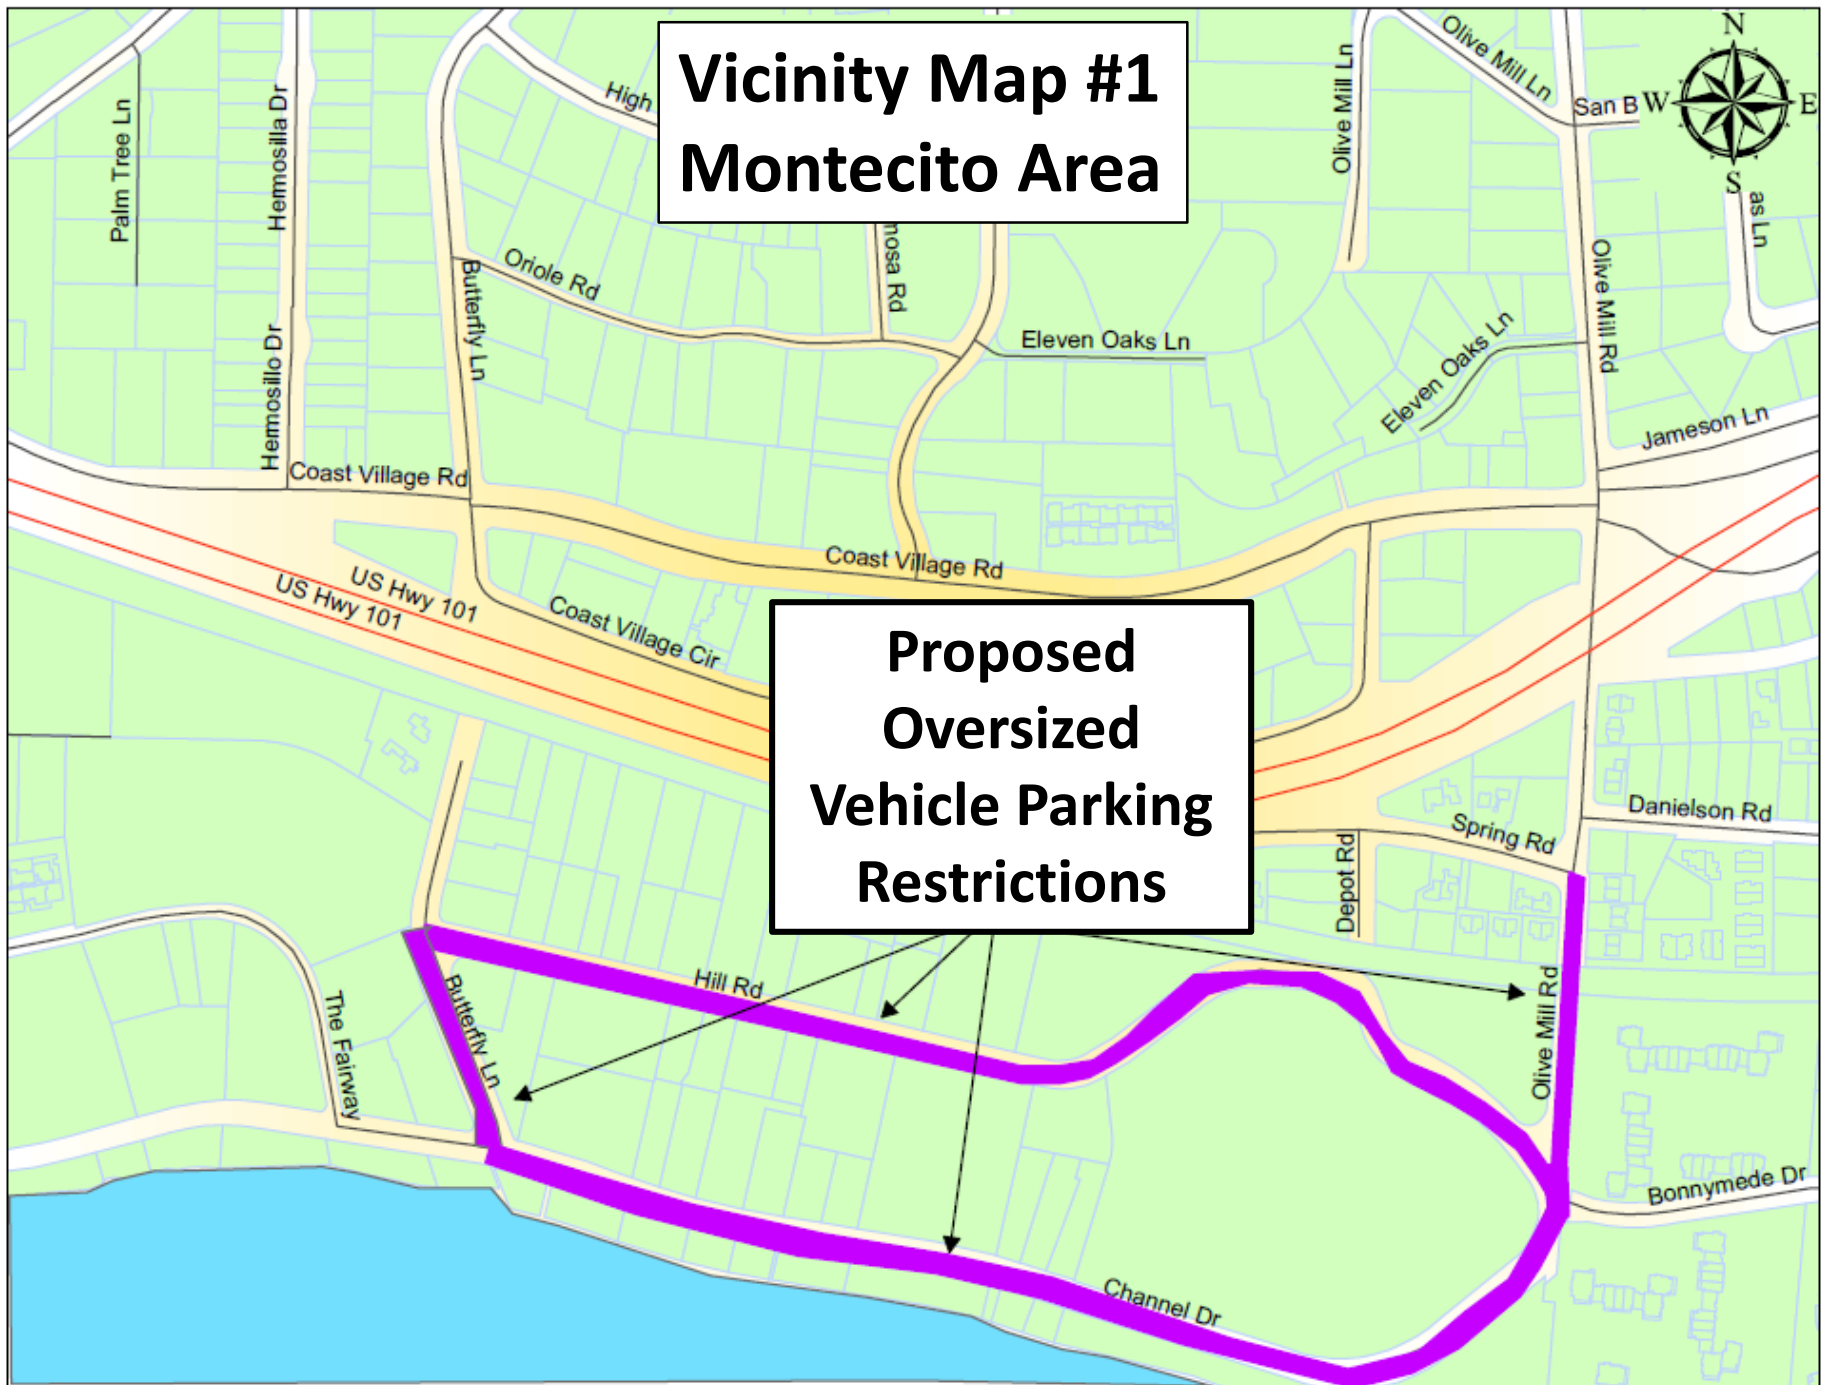 Vicinity Map #1
Montecito Area
N
W
E
S
Palm Tree Ln
Hermosilla Dr
Hemosillo Dr
High
Olive Mill Ln
Olive Mill Ln
San B
as Ln
Butterfly Ln
Oriole Rd
mosa Rd
Eleven Oaks Ln
Eleven Oaks Ln
Olive Mill Rd
Jameson Ln
Coast Village Rd
Coast Village Rd
US Hwy 101
US Hwy 101
Coast Village Cir
Proposed
Oversized
Vehicle Parking
Restrictions
Danielson Rd
Spring Rd
Depot Rd
Hill Rd
Butterfly Ln
The Fairway
Olive Mill Rd
Bonnymede Dr
Channel Dr